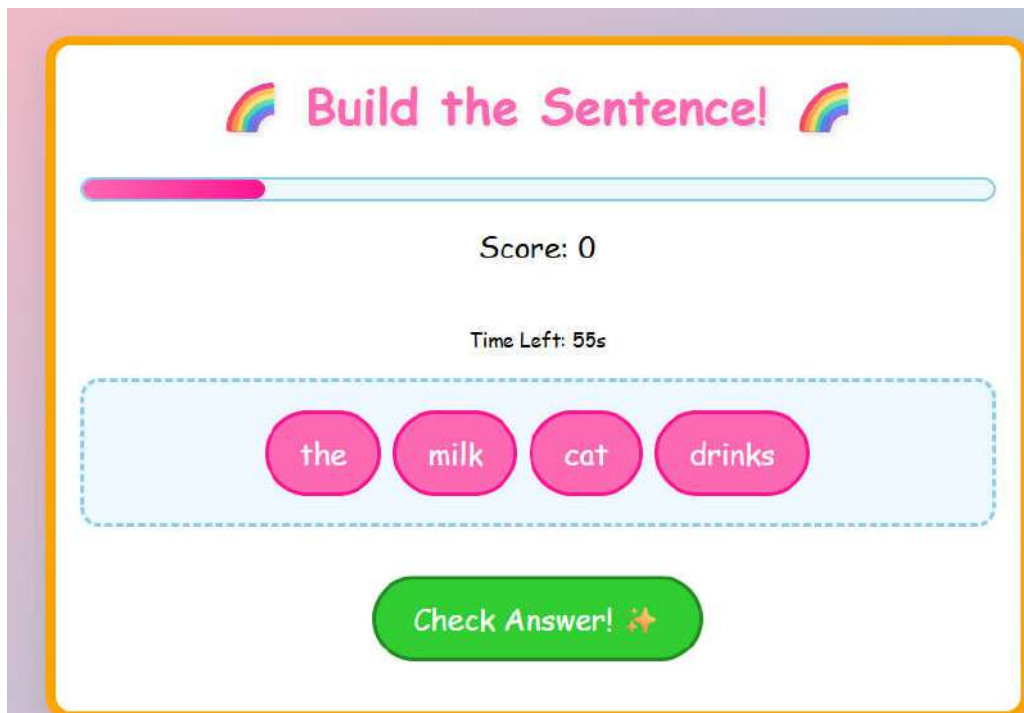 Build the Sentence!
Score: 0
Time Left: 55s
the milk cat drinks
Check Answer!